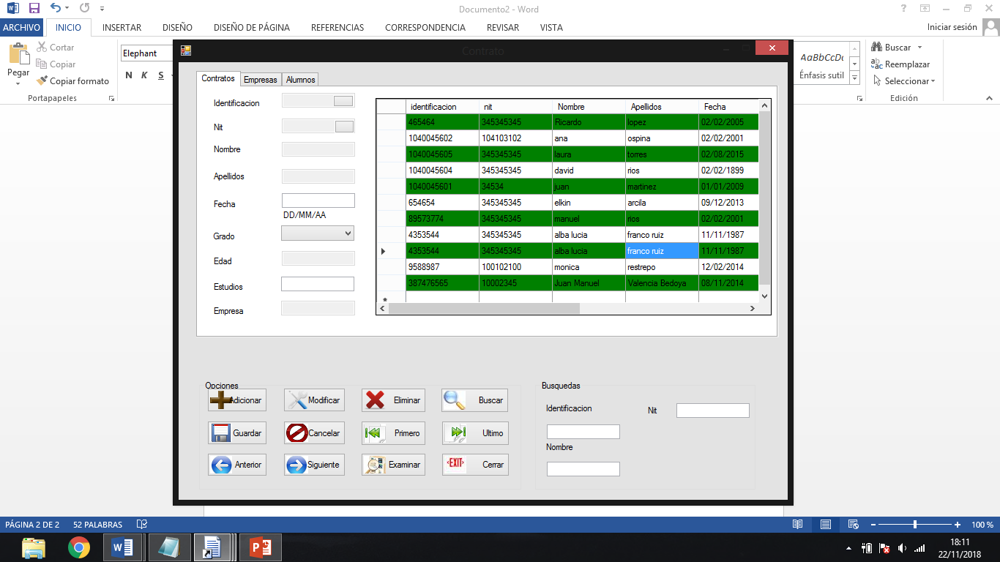 Documento2 - Word
ARCHIVO INICIO INSERTAR DISEÑO DISEÑO DE PÁGINA REFERENCIAS CORRESPONDENCIA REVISAR VISTA Iniciar sesión
Pegar
Cortar
Copiar
Copiar formato
Portapapeles
Elephant
N K S
AaBbCcDc
Énfasis sutil
Buscar
Reemplazar
Seleccionar
Edición
Contrato
Contratos Empresas Alumnos
Identificacion
Nit
Nombre
Apellidos
Fecha
DD/MM/AA
Grado
Edad
Estudios
Empresa
identificacion nit Nombre Apellidos Fecha
465464 345345345 Ricardo lopez 02/02/2005
1040045602 104103102 ana ospina 02/02/2001
1040045605 345345345 laura torres 02/08/2015
1040045604 345345345 david rios 02/02/1899
1040045601 34534 juan martinez 01/01/2009
654654 345345345 elkin arcila 09/12/2013
89573774 345345345 manuel rios 02/02/2001
4353544 345345345 alba lucia franco ruiz 11/11/1987
4353544 345345345 alba lucia franco ruiz 11/11/1987
9588987 100102100 monica restrepo 12/02/2014
387476565 10002345 Juan Manuel Valencia Bedoya 08/11/2014
Opciones
Adicionar Modificar Eliminar Buscar
Guardar Cancelar Primero Ultimo
Anterior Siguiente Examinar EXIT Cerrar
Busquedas
Identificacion Nit
Nombre
PÁGINA 2 DE 2 52 PALABRAS 100 %
18:11
22/11/2018